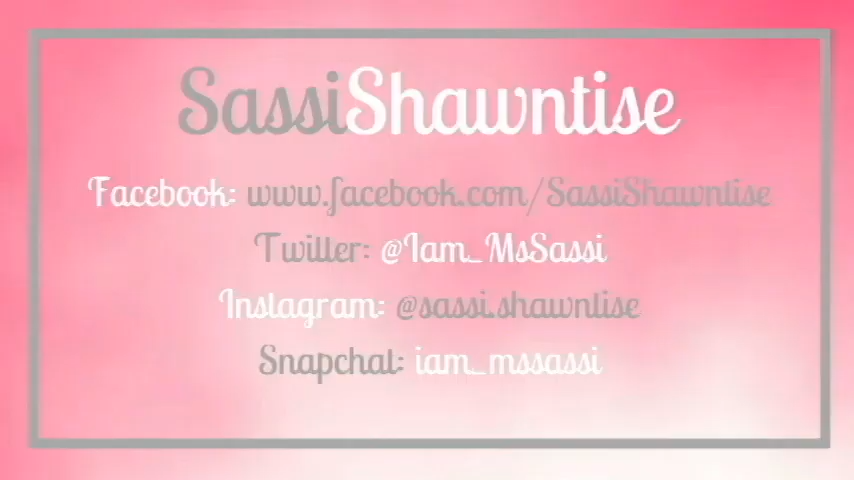 SassiShawntise
Facebook: www.facebook.com/SassiShawntise
Twitter: @Iam_MsSassi
Instagram: @sassi.shawntise
Snapchat: iam_mssassi